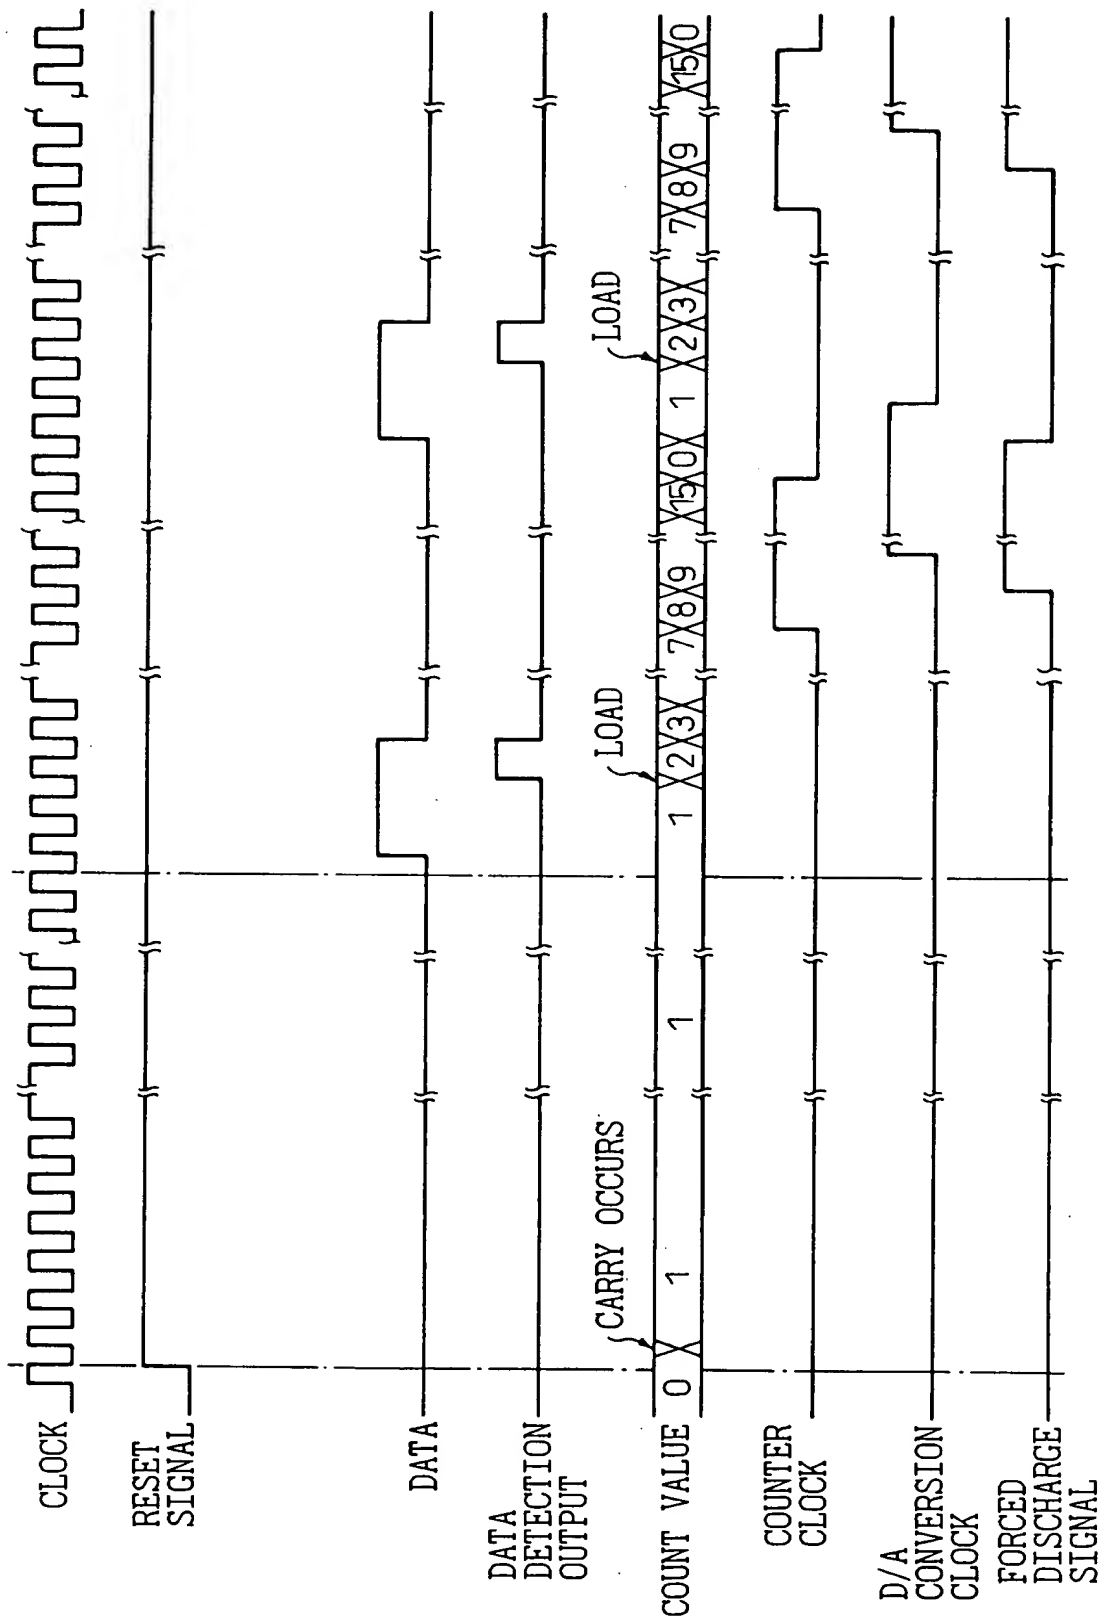 CLOCK
RESET
SIGNAL
DATA
DATA
DETECTION
OUTPUT
CARRY OCCURS
LOAD
LOAD
COUNT VALUE
0 1 1 1 2 3 7 8 9 15 0 1 2 3 7 8 9 15 0
COUNTER
CLOCK
D/A
CONVERSION
CLOCK
FORCED
DISCHARGE
SIGNAL